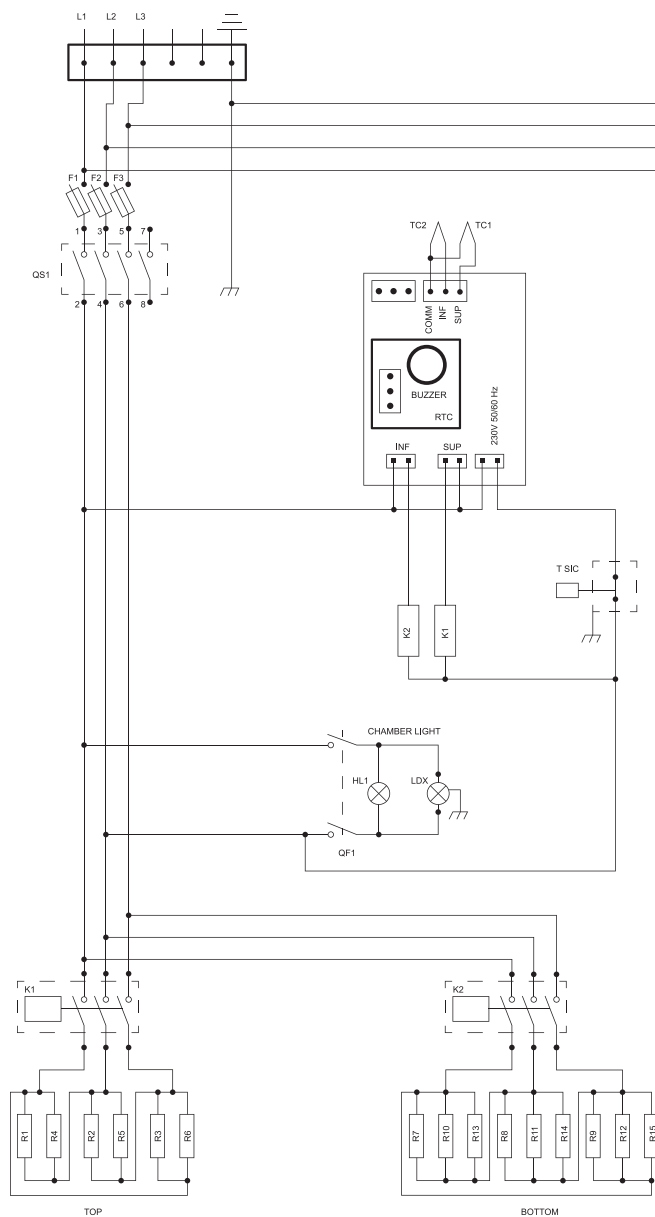 L1 L2 L3
F1 F2 F3
1 3 5 7
QS1
2 4 6 8
TC2 TC1
COMM
INF
SUP
BUZZER
RTC
230V 50/60 Hz
INF SUP
T SIC
K2 K1
CHAMBER LIGHT
HL1 LDX
QF1
K1 K2
R1 R4 R2 R5 R3 R6
R7 R10 R13 R8 R11 R14 R9 R12 R15
TOP BOTTOM